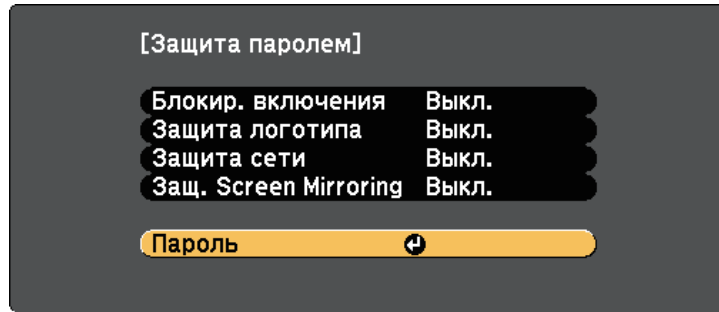 [Защита паролем]
Блокир. включения Выкл.
Защита логотипа Выкл.
Защита сети Выкл.
Защ. Screen Mirroring Выкл.
Пароль